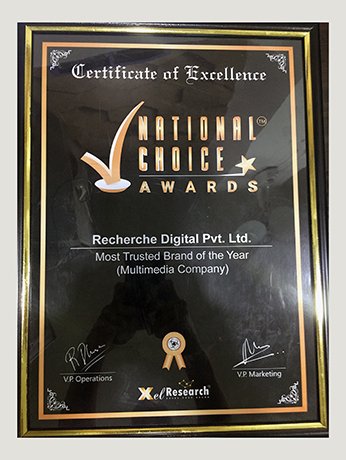 Certificate of Excellence
NATIONAL TM
CHOICE
AWARDS
Recherche Digital Pvt. Ltd.
Most Trusted Brand of the Year
(Multimedia Company)
V.P. Operations
V.P. Marketing
Xel Research